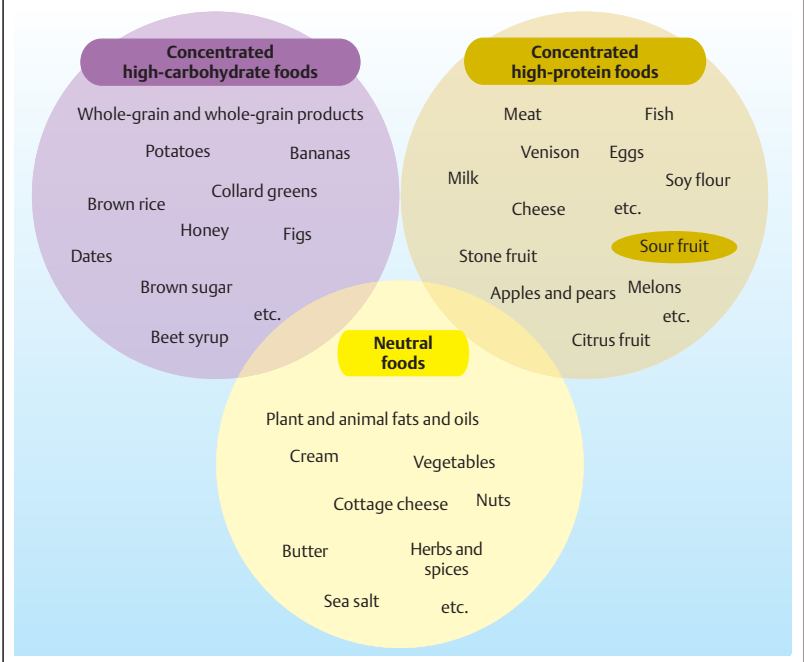 Concentrated
high-carbohydrate foods
Whole-grain and whole-grain products
Potatoes
Bananas
Collard greens
Brown rice
Honey
Figs
Dates
Brown sugar
etc.
Beet syrup
Concentrated
high-protein foods
Meat
Fish
Venison
Eggs
Milk
Soy flour
Cheese
etc.
Sour fruit
Stone fruit
Apples and pears
Melons
etc.
Citrus fruit
Neutral
foods
Plant and animal fats and oils
Cream
Vegetables
Cottage cheese
Nuts
Butter
Herbs and
spices
Sea salt
etc.